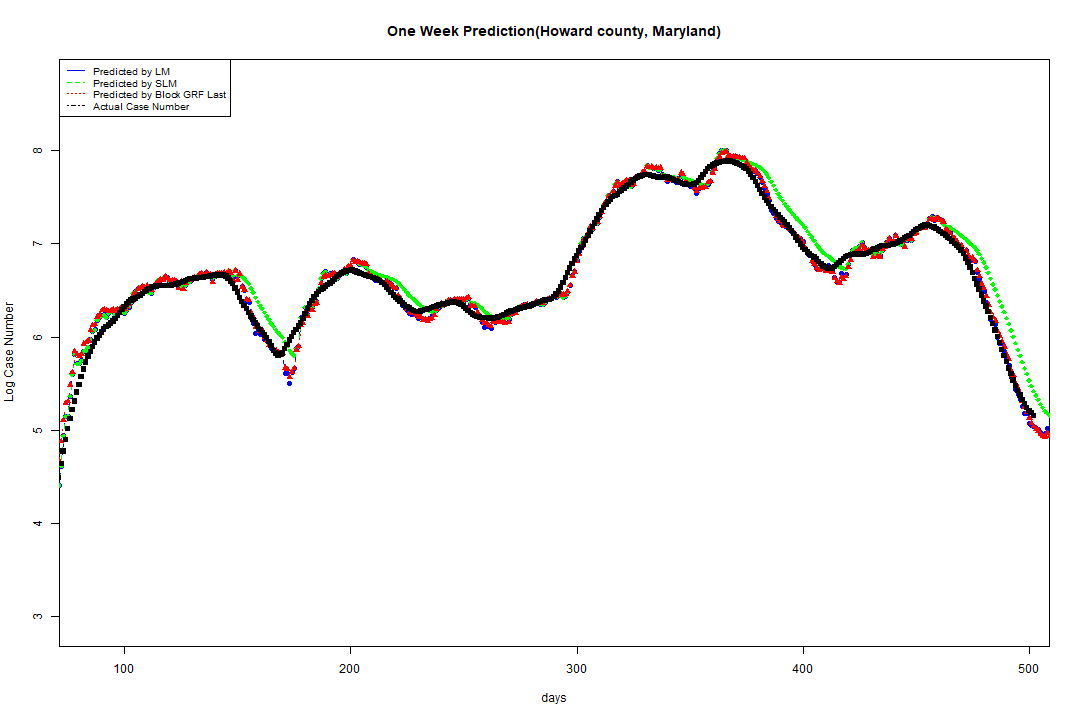 One Week Prediction(Howard county, Maryland)
Predicted by LM
Predicted by SLM
Predicted by Block GRF Last
Actual Case Number
Log Case Number
8
7
6
5
4
3
100 200 300 400 500
days